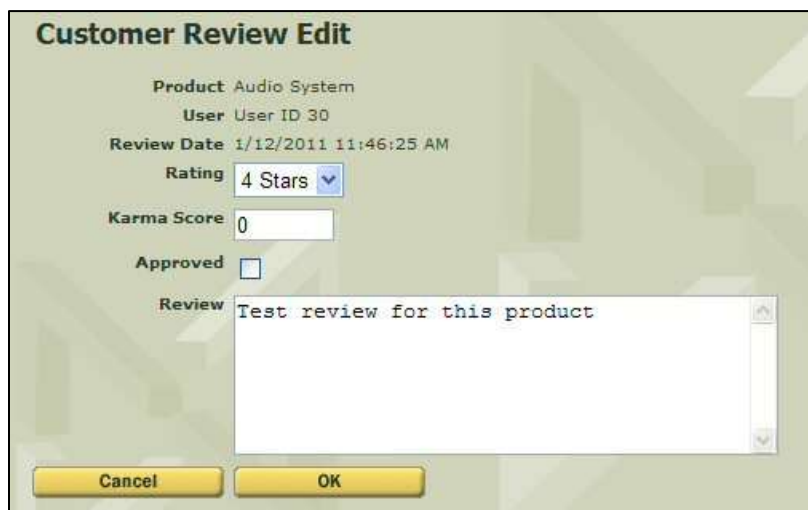 Customer Review Edit
Product Audio System
User User ID 30
Review Date 1/12/2011 11:46:25 AM
Rating 4 Stars
Karma Score 0
Approved
Review Test review for this product
Cancel OK